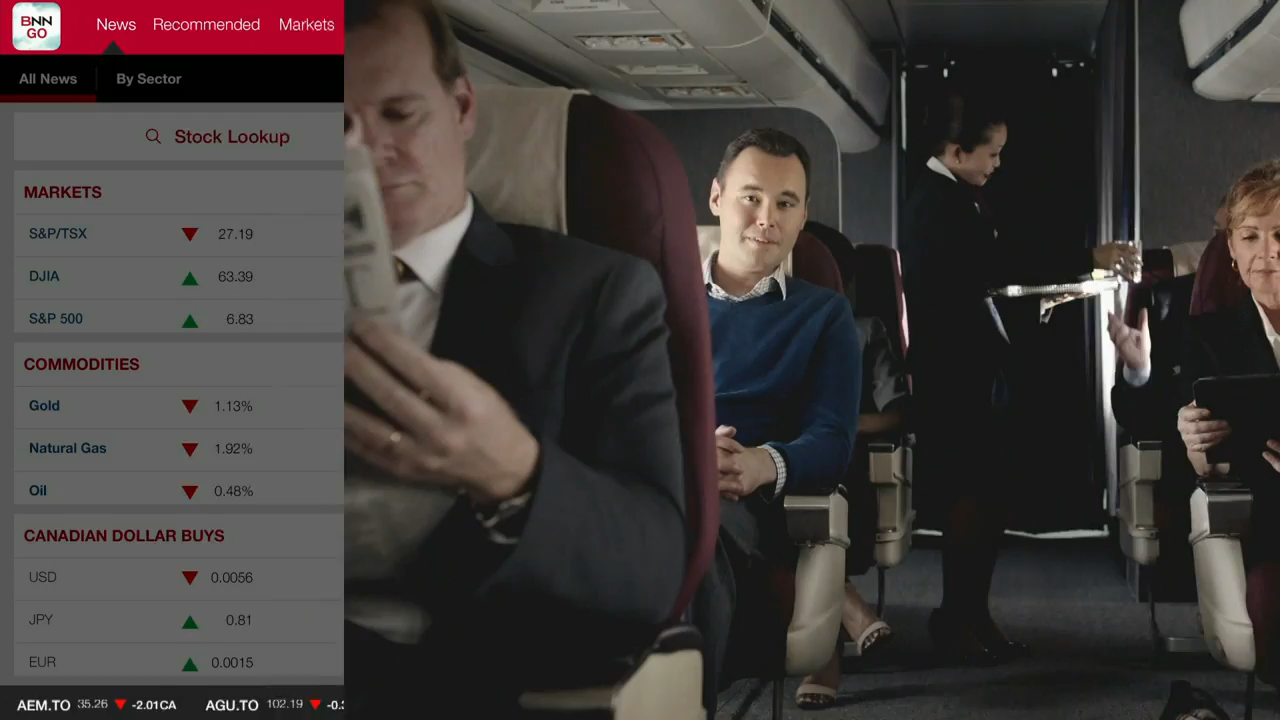 BNN
GO
News Recommended Markets
All News By Sector
Stock Lookup
MARKETS
S&P/TSX 27.19
DJIA 63.39
S&P 500 6.83
COMMODITIES
Gold 1.13%
Natural Gas 1.92%
Oil 0.48%
CANADIAN DOLLAR BUYS
USD 0.0056
JPY 0.81
EUR 0.0015
AEM.TO 35.26 -2.01CA AGU.TO 102.19